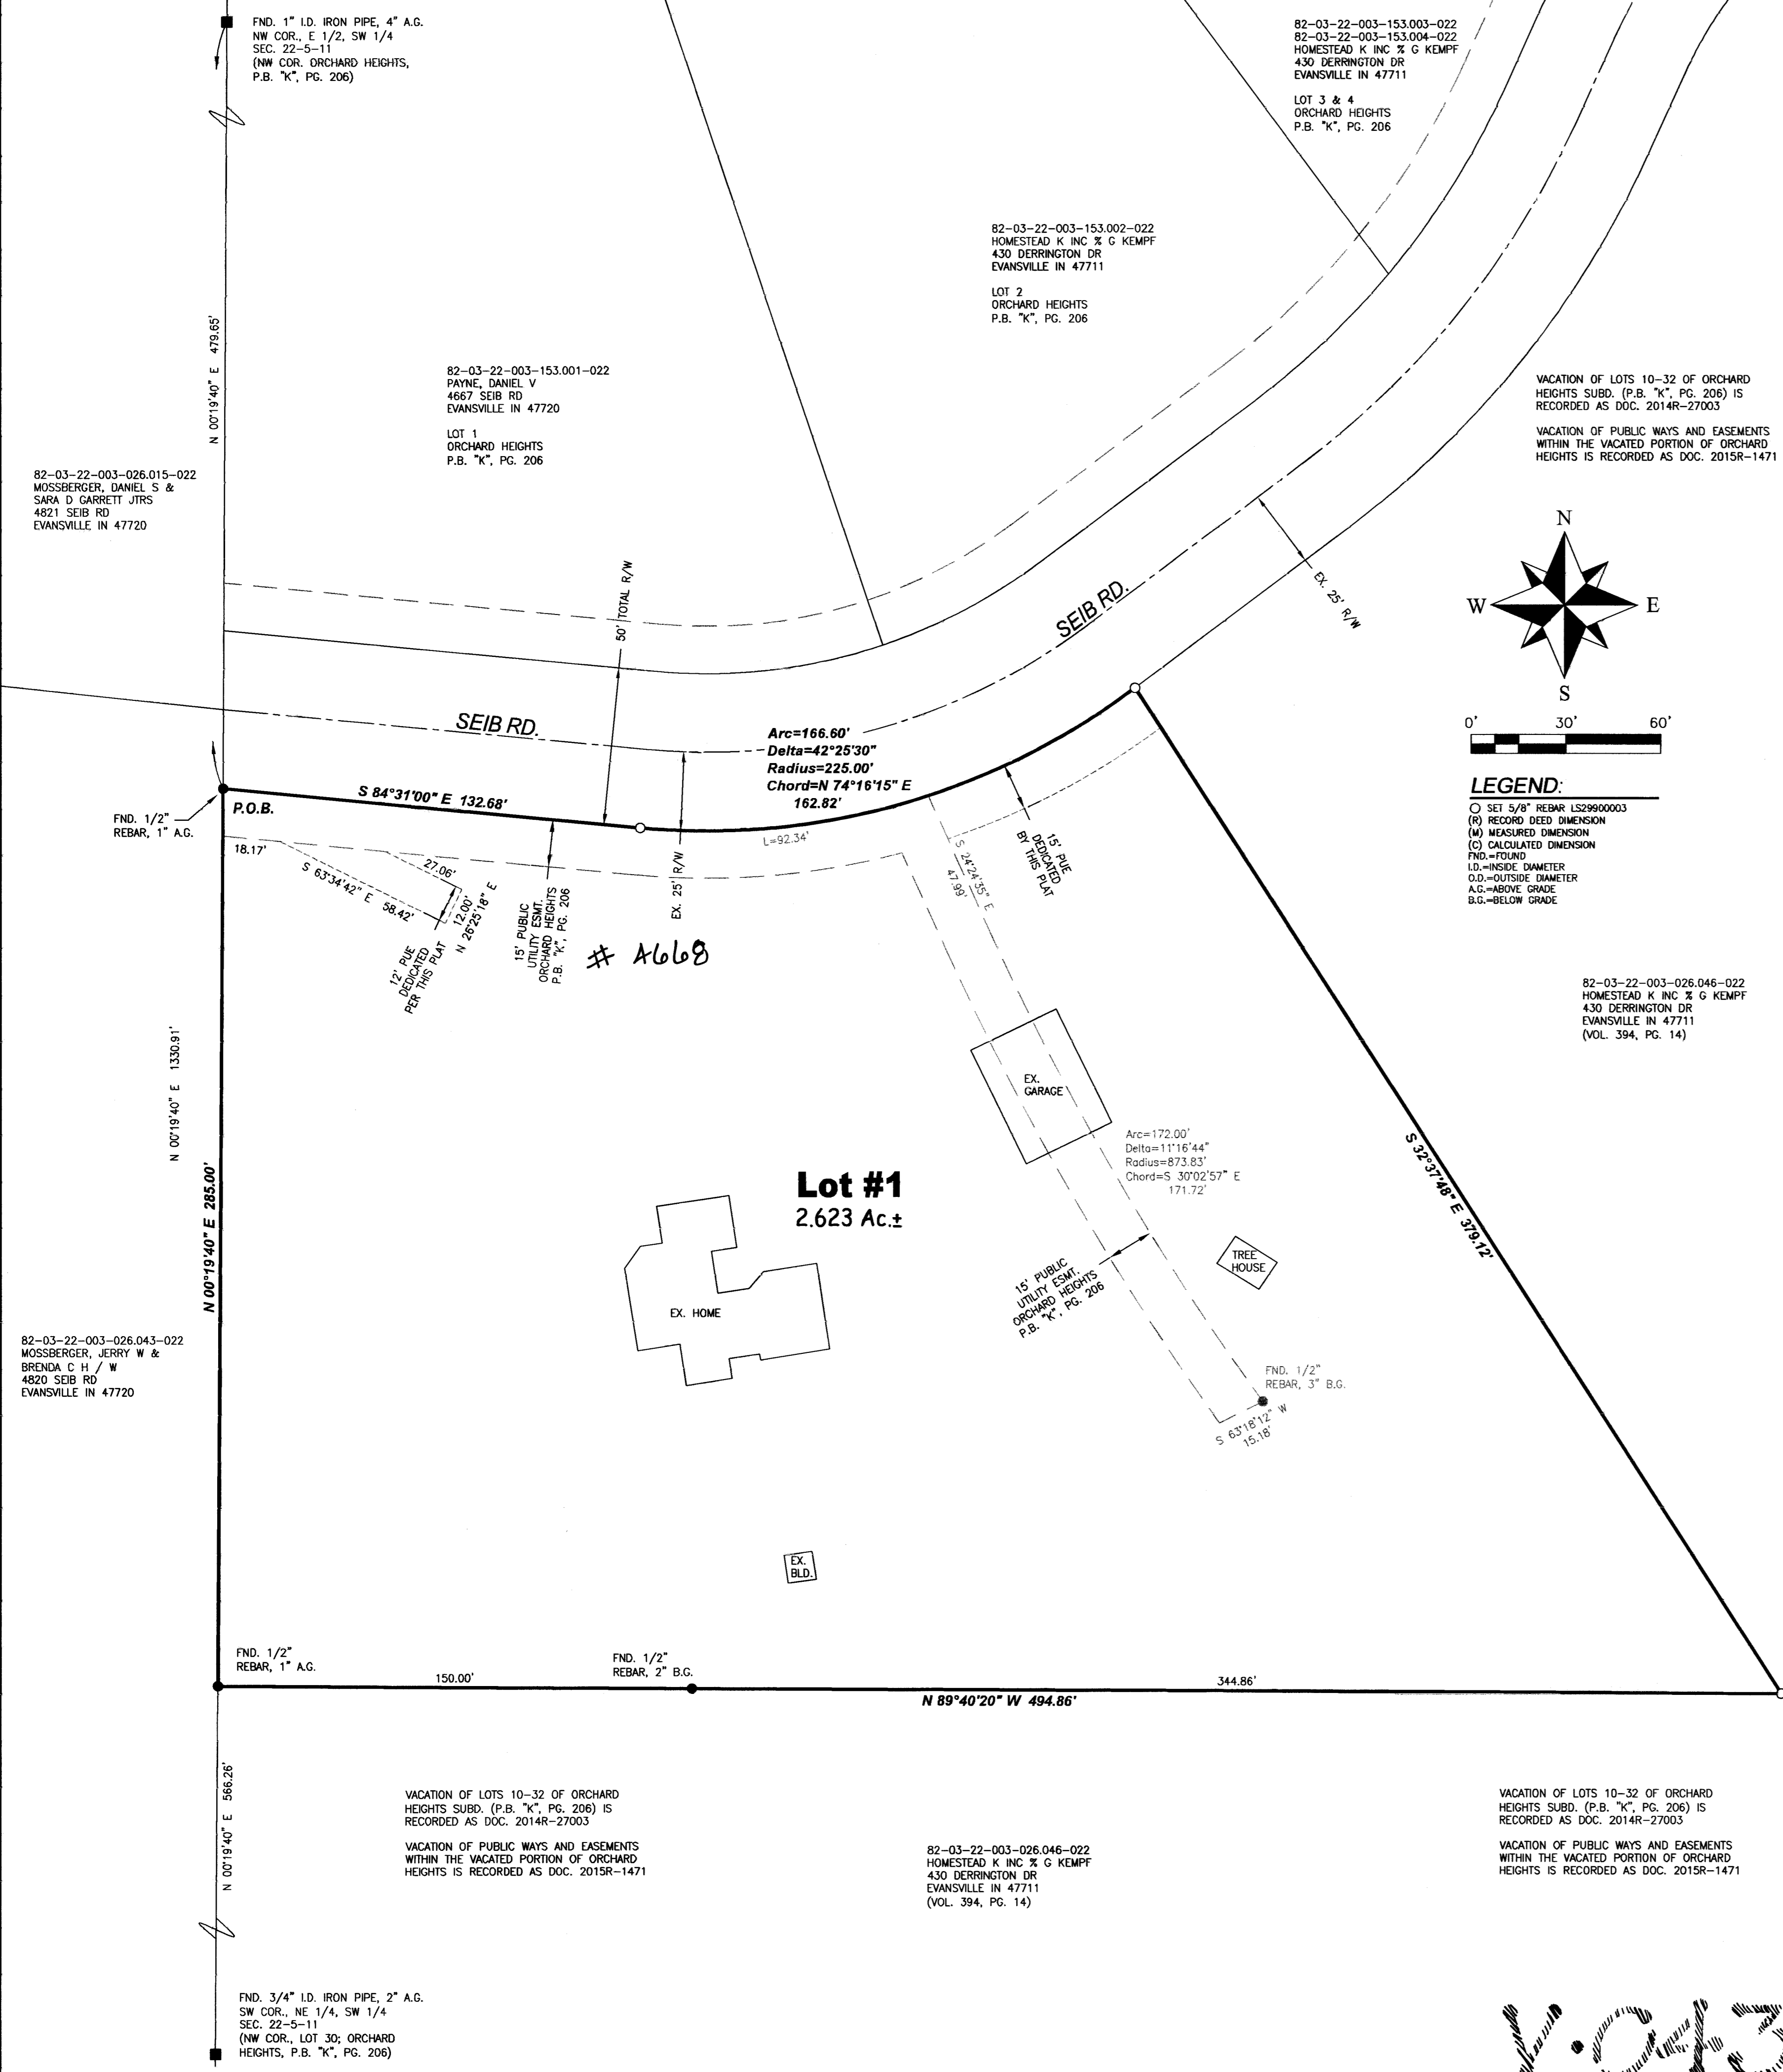 FND. 1" I.D. IRON PIPE, 4" A.G.
NW COR., E 1/2, SW 1/4
SEC. 22-5-11
(NW COR. ORCHARD HEIGHTS,
P.B. "K", PG. 206)
82-03-22-003-153.003-022
82-03-22-003-153.004-022
HOMESTEAD K INC % G KEMPF
430 DERRINGTON DR
EVANSVILLE IN 47711
LOT 3 & 4
ORCHARD HEIGHTS
P.B. "K", PG. 206
82-03-22-003-153.002-022
HOMESTEAD K INC % G KEMPF
430 DERRINGTON DR
EVANSVILLE IN 47711
LOT 2
ORCHARD HEIGHTS
P.B. "K", PG. 206
N 00°19'40" E 479.65'
82-03-22-003-153.001-022
PAYNE, DANIEL V
4667 SEIB RD
EVANSVILLE IN 47720
LOT 1
ORCHARD HEIGHTS
P.B. "K", PG. 206
VACATION OF LOTS 10-32 OF ORCHARD
HEIGHTS SUBD. (P.B. "K", PG. 206) IS
RECORDED AS DOC. 2014R-27003
VACATION OF PUBLIC WAYS AND EASEMENTS
WITHIN THE VACATED PORTION OF ORCHARD
HEIGHTS IS RECORDED AS DOC. 2015R-1471
82-03-22-003-026.015-022
MOSSBERGER, DANIEL S &
SARA D GARRETT JTRS
4821 SEIB RD
EVANSVILLE IN 47720
50' TOTAL R/W
SEIB RD.
EX. 25' R/W
N
W
E
S
0' 30' 60'
SEIB RD.
Arc=166.60'
Delta=42°25'30"
Radius=225.00'
Chord=N 74°16'15" E
162.82'
LEGEND:
SET 5/8" REBAR LS29900003
(R) RECORD DEED DIMENSION
(M) MEASURED DIMENSION
(C) CALCULATED DIMENSION
FND.=FOUND
I.D.=INSIDE DIAMETER
O.D.=OUTSIDE DIAMETER
A.G.=ABOVE GRADE
B.G.=BELOW GRADE
S 84°31'00" E 132.68'
P.O.B.
FND. 1/2"
REBAR, 1" A.G.
18.17'
S 63°34'42" E 58.42'
27.06'
12.00'
N 26°25'18" E
12' PUE
DEDICATED
PER THIS PLAT
15' PUBLIC
UTILITY ESMT.
ORCHARD HEIGHTS
P.B. "K", PG. 206
EX. 25' R/W
L=92.34'
S 24°24'35" E
47.99'
15' PUE
DEDICATED
BY THIS PLAT
# 4668
82-03-22-003-026.046-022
HOMESTEAD K INC % G KEMPF
430 DERRINGTON DR
EVANSVILLE IN 47711
(VOL. 394, PG. 14)
N 00°19'40" E 1330.91'
EX.
GARAGE
Arc=172.00'
Delta=11°16'44"
Radius=873.83'
Chord=S 30°02'57" E
171.72'
S 32°37'48" E 379.12'
N 00°19'40" E 285.00'
Lot #1
2.623 Ac.±
TREE
HOUSE
15' PUBLIC
UTILITY ESMT.
ORCHARD HEIGHTS
P.B. "K", PG. 206
EX. HOME
82-03-22-003-026.043-022
MOSSBERGER, JERRY W &
BRENDA C H / W
4820 SEIB RD
EVANSVILLE IN 47720
FND. 1/2"
REBAR, 3" B.G.
S 63°18'12" W
15.18'
EX.
BLD.
FND. 1/2"
REBAR, 1" A.G.
150.00'
FND. 1/2"
REBAR, 2" B.G.
344.86'
N 89°40'20" W 494.86'
N 00°19'40" E 566.26'
VACATION OF LOTS 10-32 OF ORCHARD
HEIGHTS SUBD. (P.B. "K", PG. 206) IS
RECORDED AS DOC. 2014R-27003
VACATION OF PUBLIC WAYS AND EASEMENTS
WITHIN THE VACATED PORTION OF ORCHARD
HEIGHTS IS RECORDED AS DOC. 2015R-1471
82-03-22-003-026.046-022
HOMESTEAD K INC % G KEMPF
430 DERRINGTON DR
EVANSVILLE IN 47711
(VOL. 394, PG. 14)
VACATION OF LOTS 10-32 OF ORCHARD
HEIGHTS SUBD. (P.B. "K", PG. 206) IS
RECORDED AS DOC. 2014R-27003
VACATION OF PUBLIC WAYS AND EASEMENTS
WITHIN THE VACATED PORTION OF ORCHARD
HEIGHTS IS RECORDED AS DOC. 2015R-1471
FND. 3/4" I.D. IRON PIPE, 2" A.G.
SW COR., NE 1/4, SW 1/4
SEC. 22-5-11
(NW COR., LOT 30; ORCHARD
HEIGHTS, P.B. "K", PG. 206)